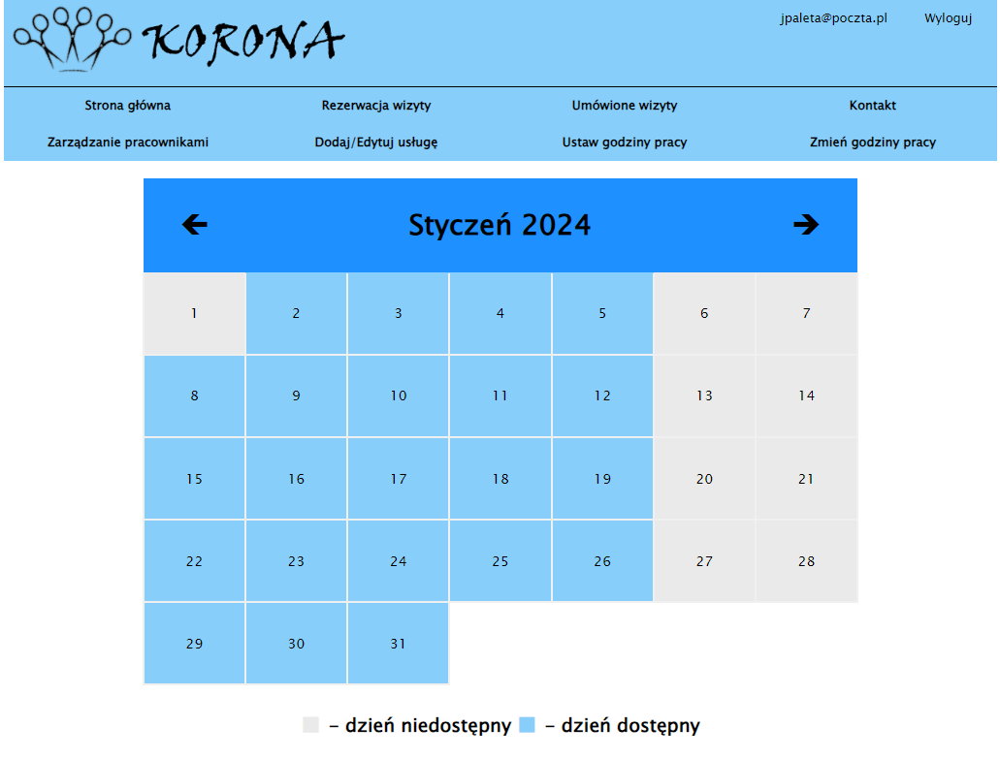 KORONA
jpaleta@poczta.pl Wyloguj
Strona główna Rezerwacja wizyty Umówione wizyty Kontakt
Zarządzanie pracownikami Dodaj/Edytuj usługę Ustaw godziny pracy Zmień godziny pracy
🡸 Styczeń 2024 🡺
1 2 3 4 5 6 7
8 9 10 11 12 13 14
15 16 17 18 19 20 21
22 23 24 25 26 27 28
29 30 31
– dzień niedostępny – dzień dostępny